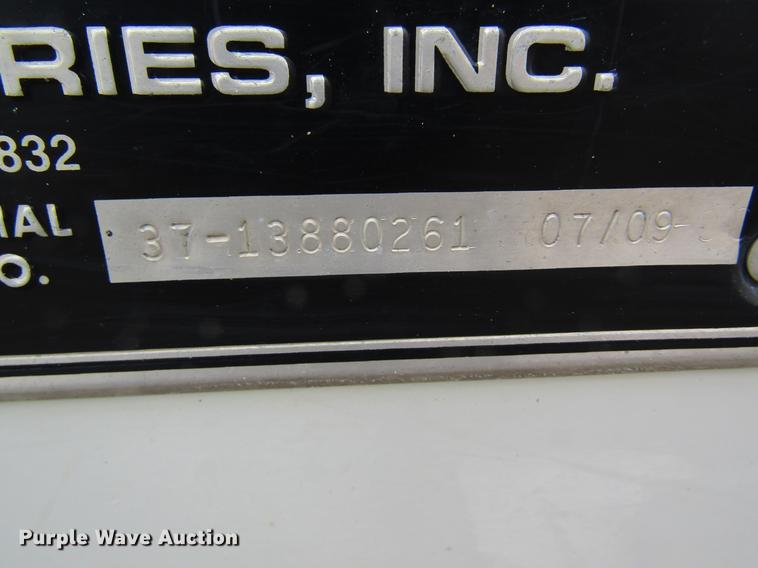 RIES, INC.
832
IAL 37-13880261 07/09
O.
Purple Wave Auction